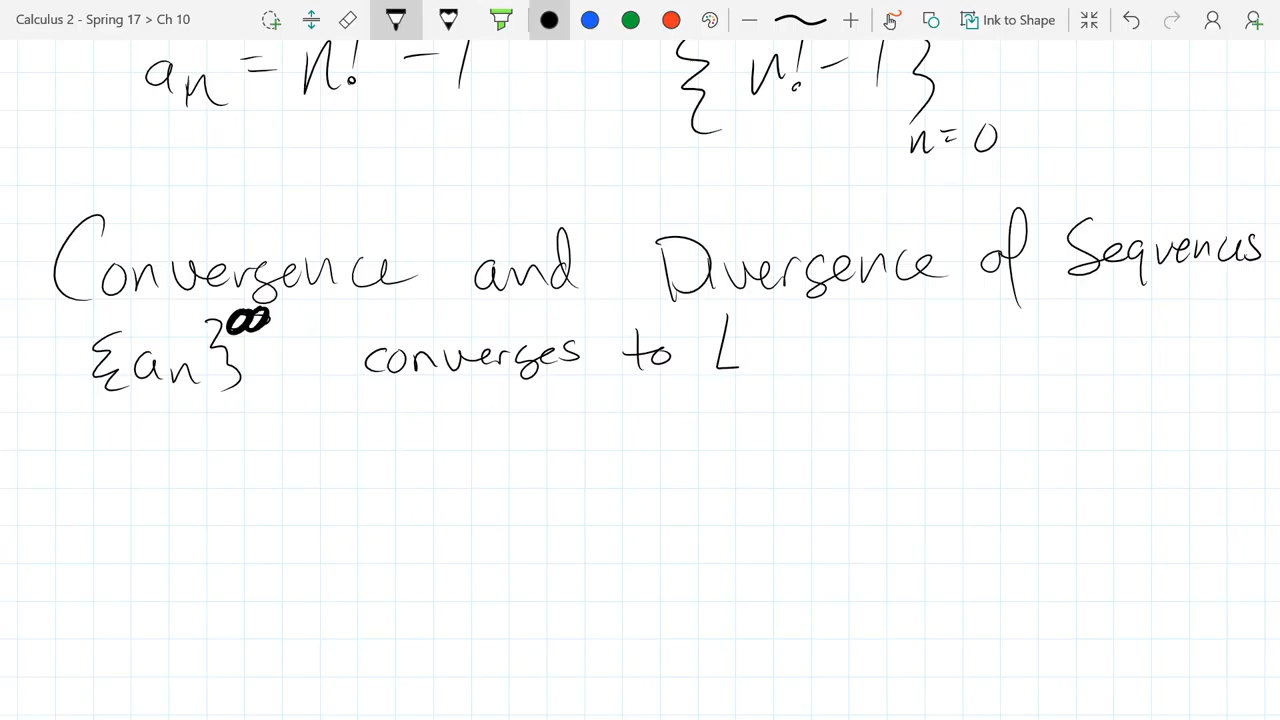 Calculus 2 - Spring 17 > Ch 10
Ink to Shape
aₙ = n! - 1 { n! - 1 }
n = 0
Convergence and Divergence of Sequences
{aₙ}^∞ converges to L